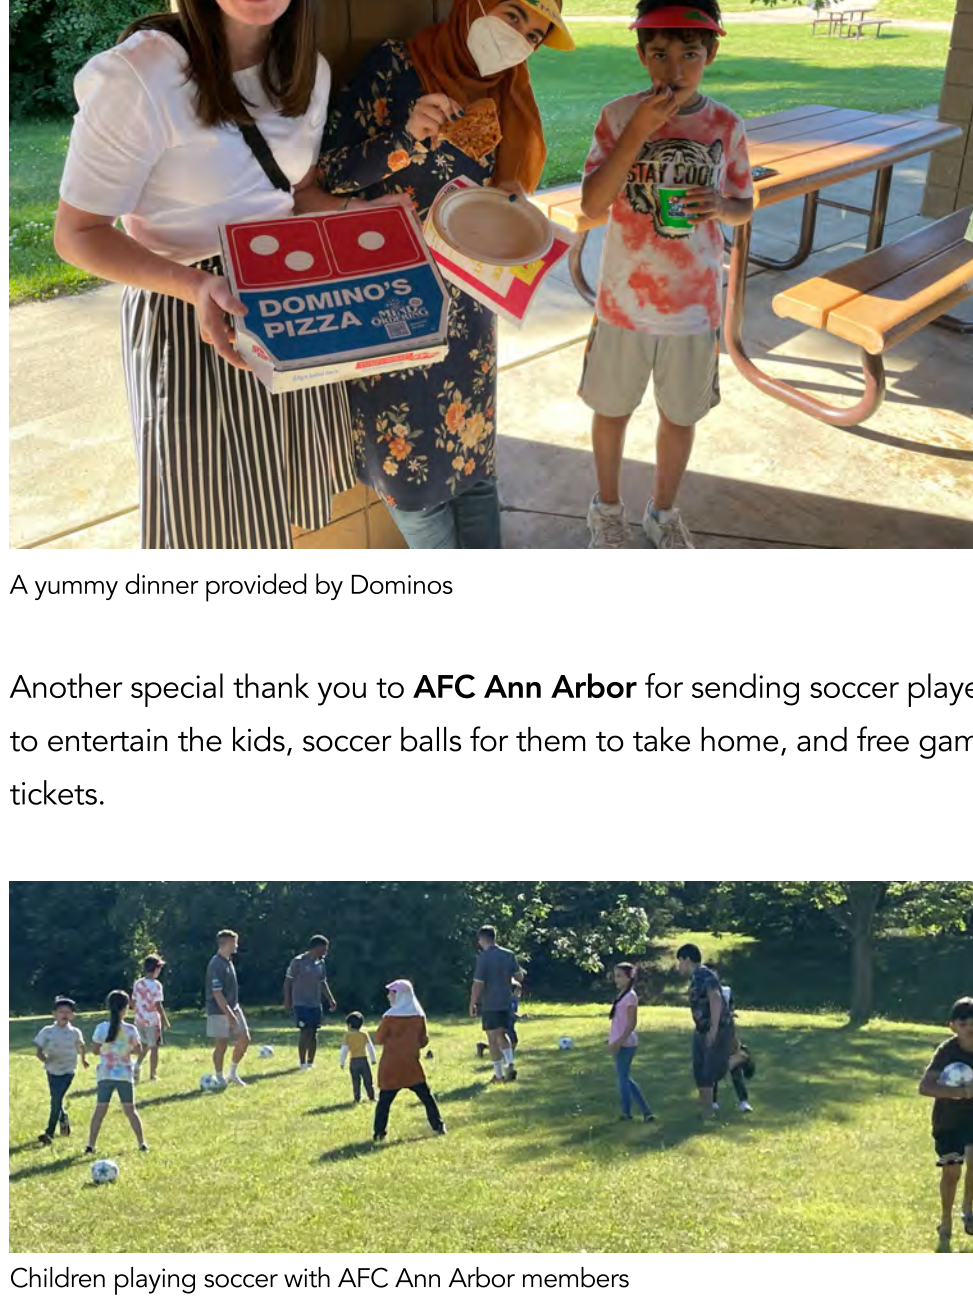 STAY COOL
DOMINO'S
PIZZA
A yummy dinner provided by Dominos
Another special thank you to AFC Ann Arbor for sending soccer playe
to entertain the kids, soccer balls for them to take home, and free gam
tickets.
Children playing soccer with AFC Ann Arbor members